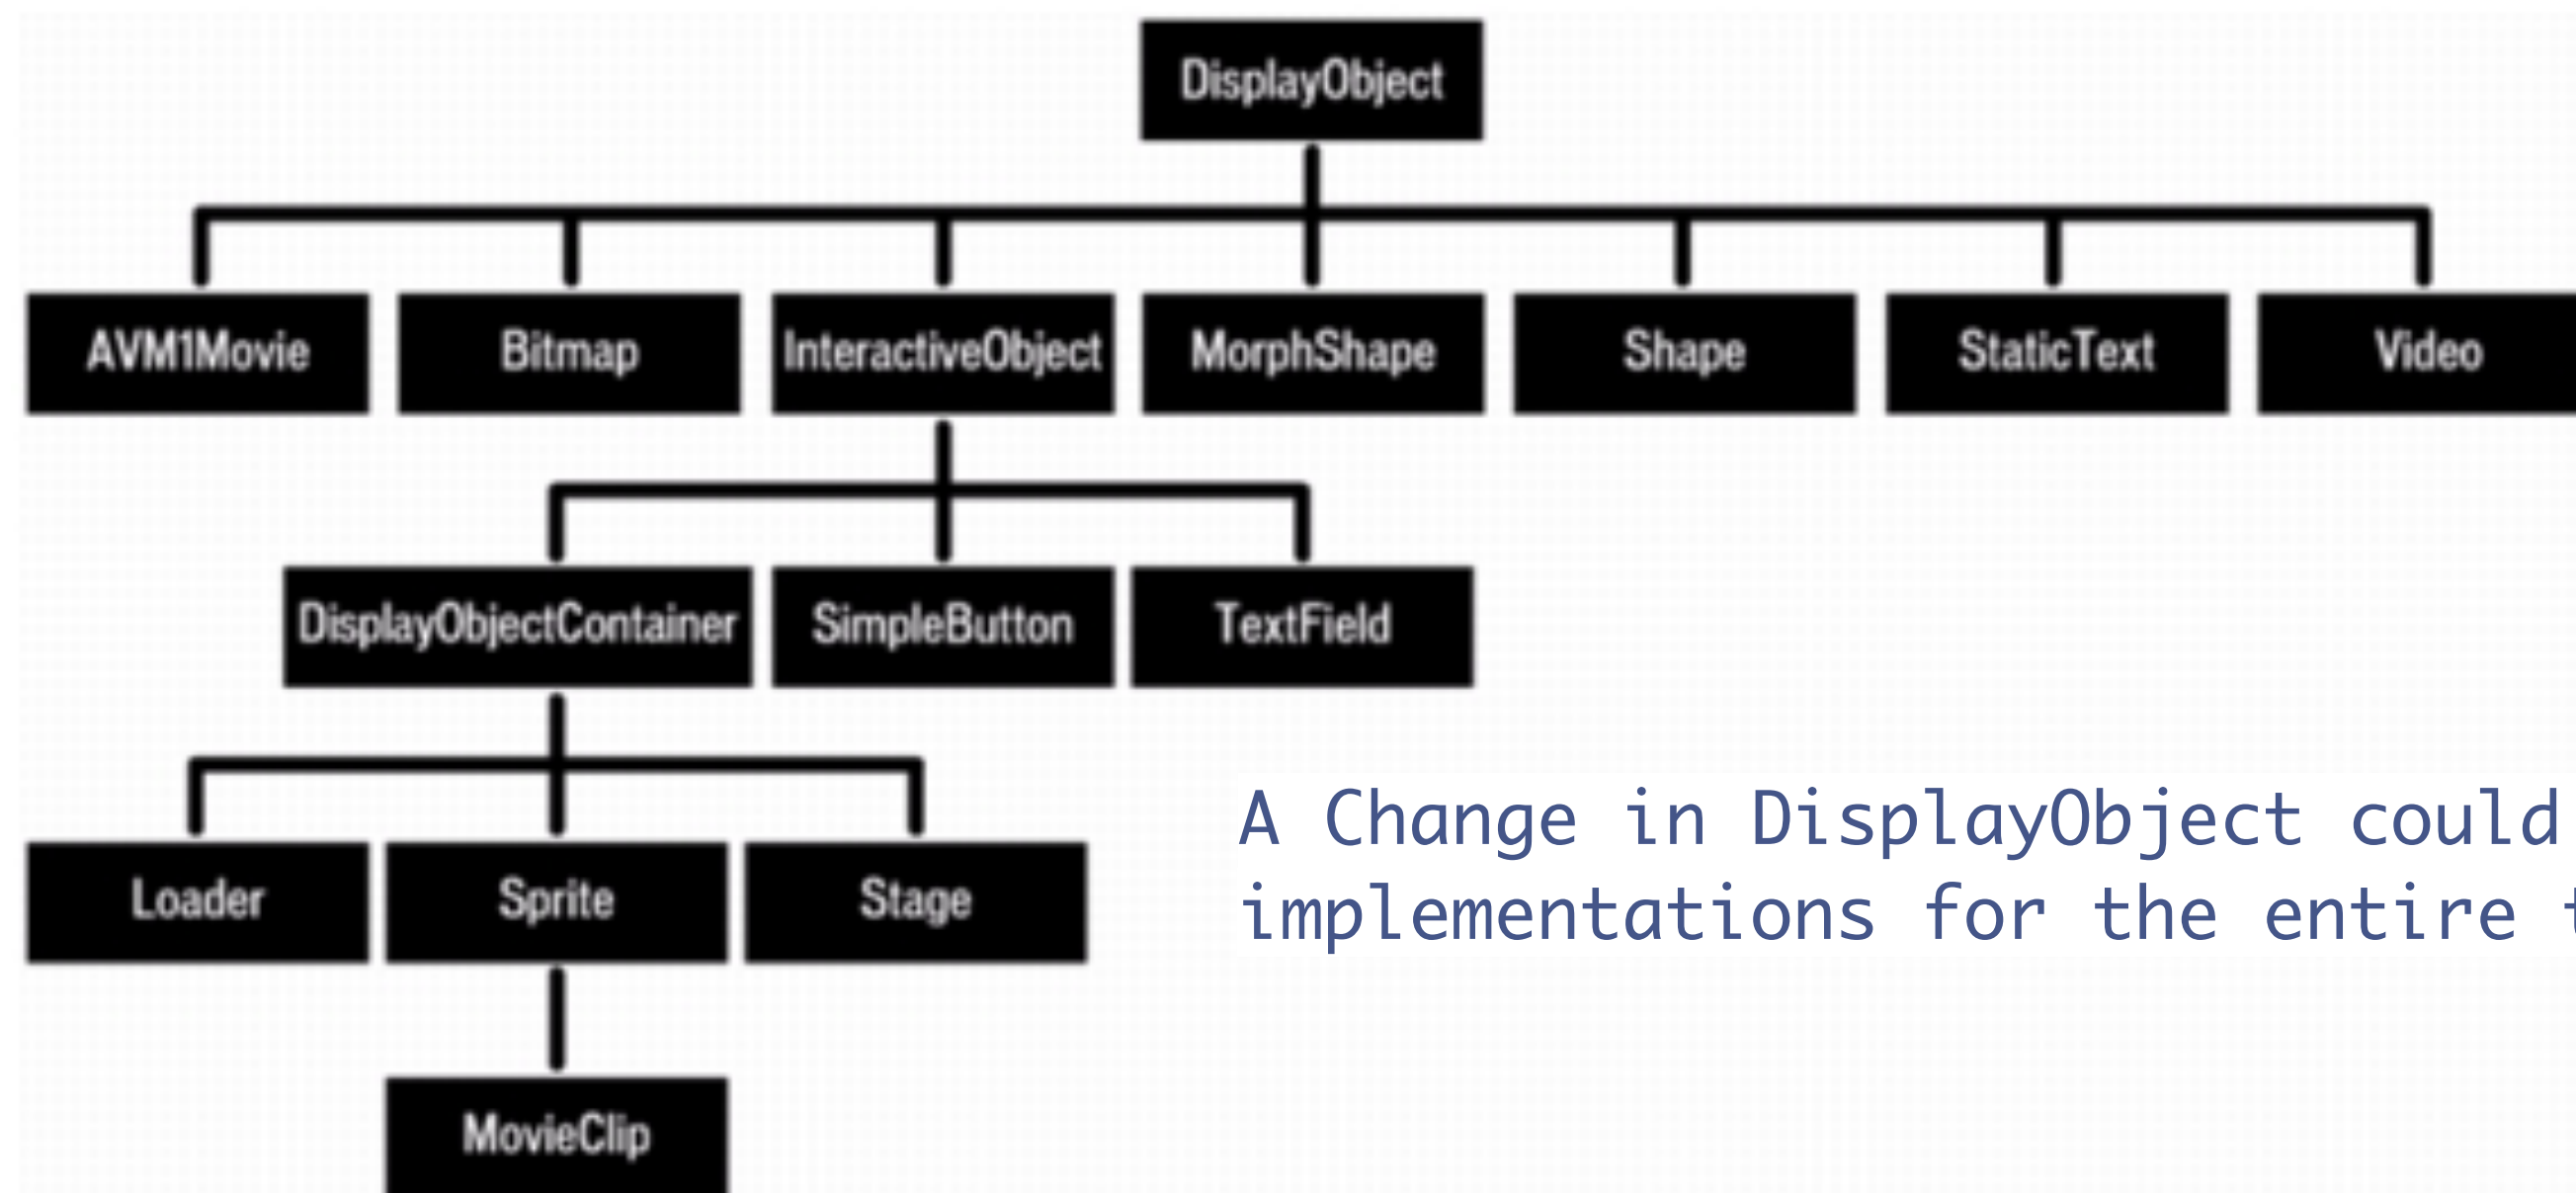 DisplayObject
AVM1Movie Bitmap InteractiveObject MorphShape Shape StaticText Video
DisplayObjectContainer SimpleButton TextField
Loader Sprite Stage
A Change in DisplayObject could
implementations for the entire
MovieClip